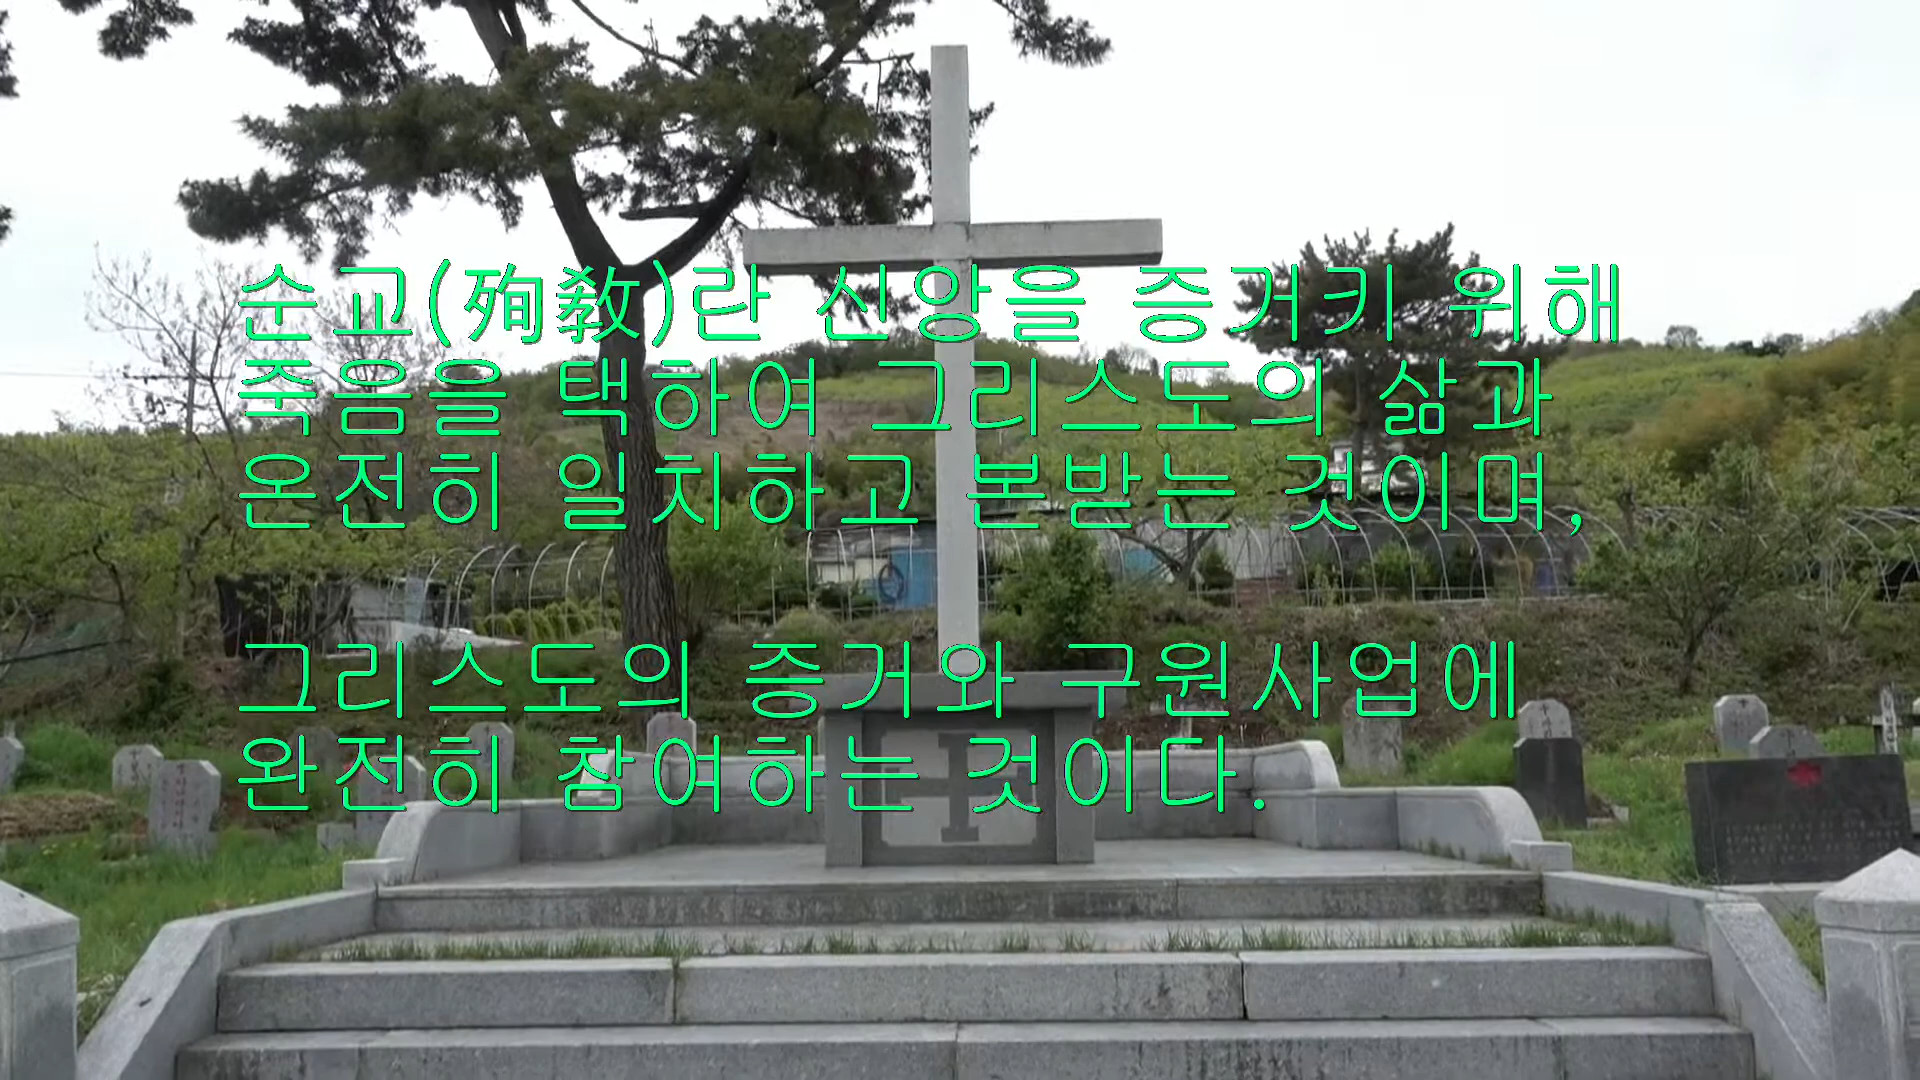 순교(殉敎)란 신앙을 증거키 위해
죽음을 택하여 그리스도의 삶과
온전히 일치하고 본받는 것이며,
그리스도의 증거와 구원사업에
완전히 참여하는 것이다.